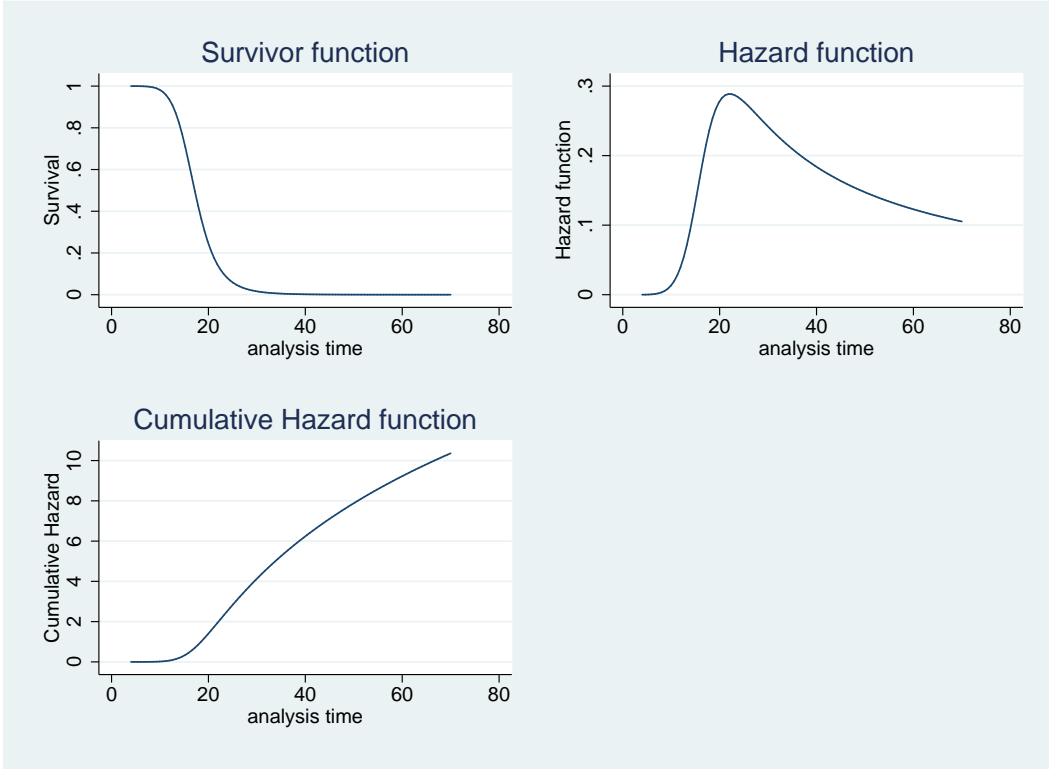 Survivor function
Survival
1
.8
.6
.4
.2
0
0 20 40 60 80
analysis time
Hazard function
Hazard function
.3
.2
.1
0
0 20 40 60 80
analysis time
Cumulative Hazard function
Cumulative Hazard
10
8
6
4
2
0
0 20 40 60 80
analysis time